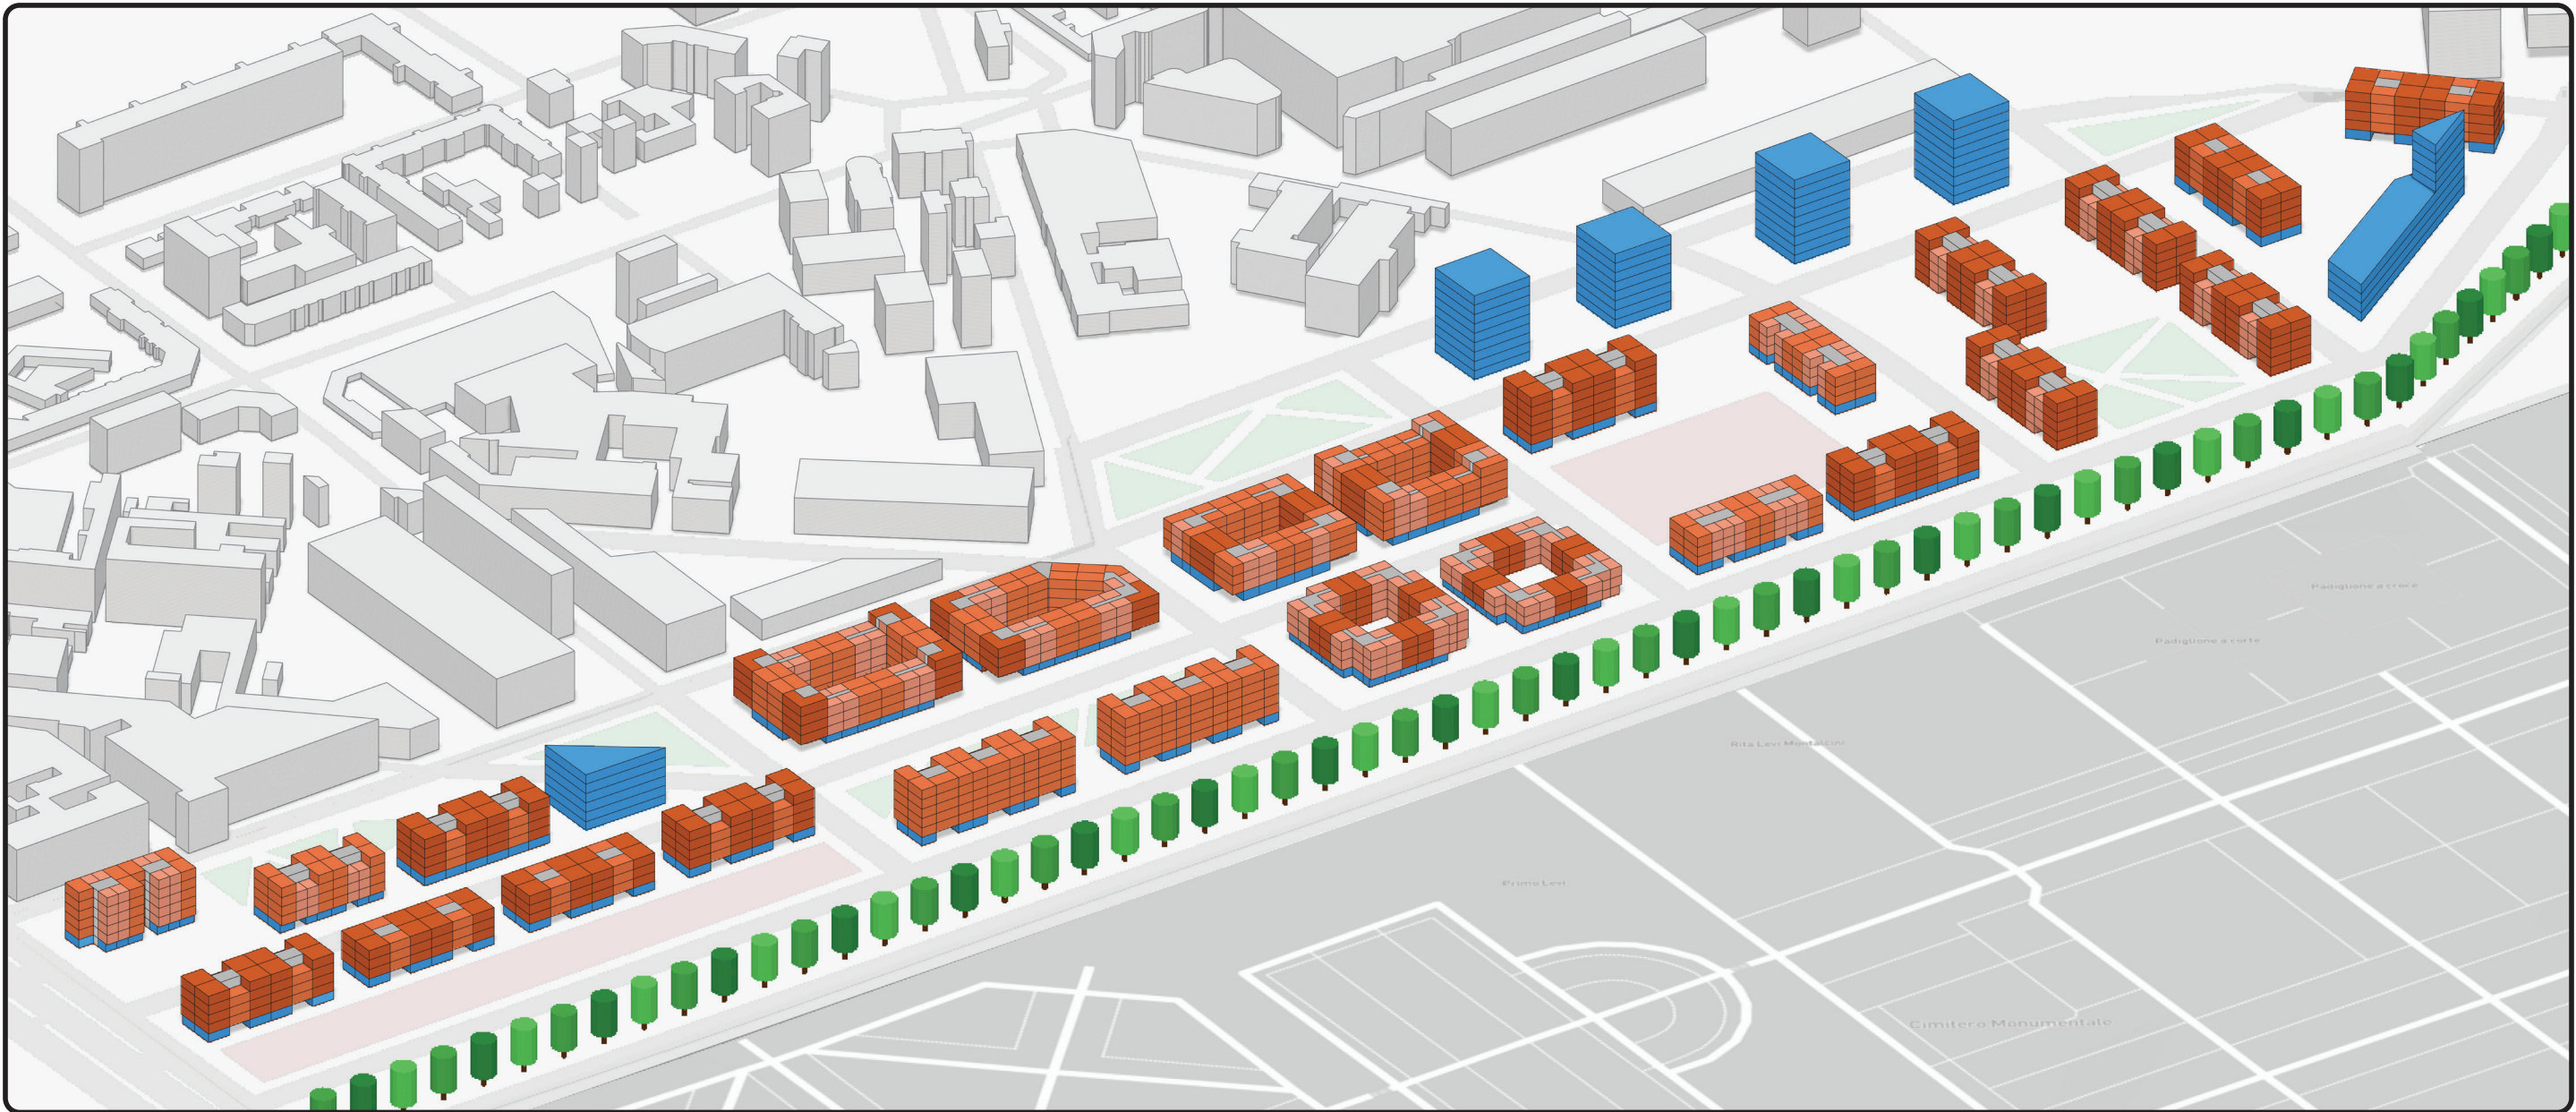 Padiglione a croce
Padiglione a corte
Rita Levi Montalcini
Primo Levi
Cimitero Monumentale